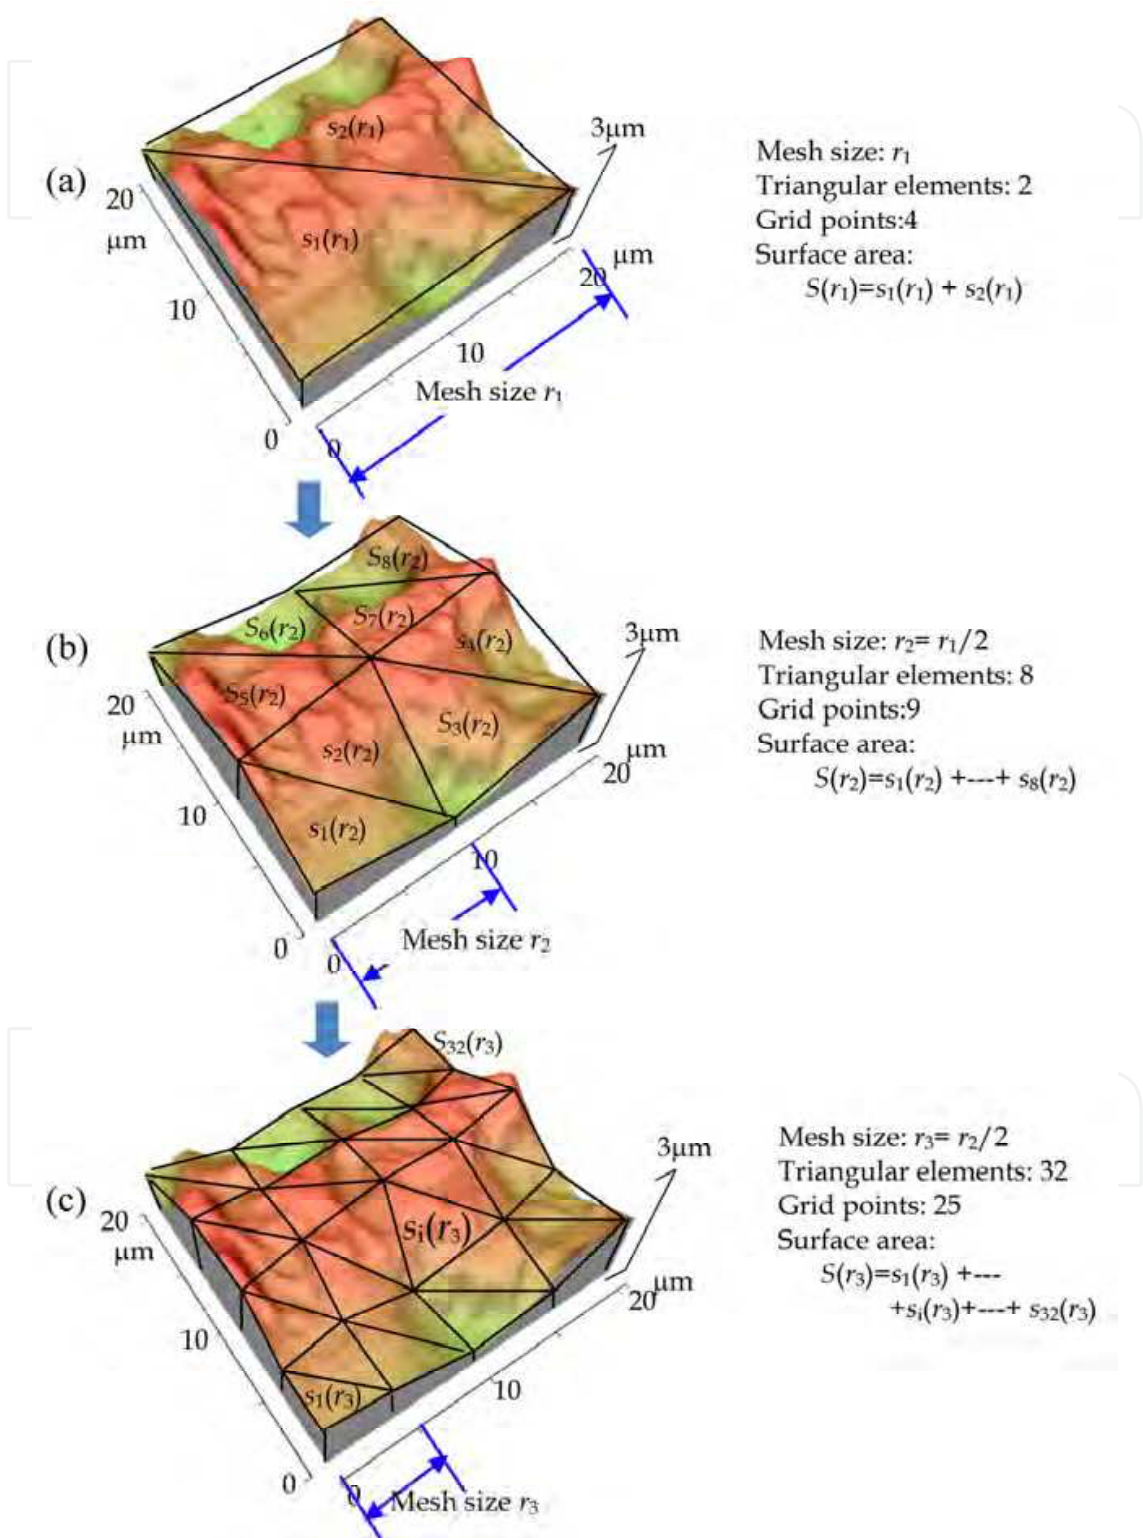 s2(r1)
3μm
(a)
20
μm
s1(r1)
μm
20
10
10
Mesh size r1
0
0
Mesh size: r1
Triangular elements: 2
Grid points:4
Surface area:
S(r1)=s1(r1) + s2(r1)
S8(r2)
S7(r2)
S6(r2)
s4(r2)
3μm
(b)
S5(r2)
20
μm
S3(r2)
s2(r2)
μm
20
10
s1(r2)
10
Mesh size r2
0
0
Mesh size: r2= r1/2
Triangular elements: 8
Grid points:9
Surface area:
S(r2)=s1(r2) +---+ s8(r2)
S32(r3)
3μm
(c)
20
μm
si(r3)
μm
20
10
s1(r3)
10
0
0
Mesh size r3
Mesh size: r3= r2/2
Triangular elements: 32
Grid points: 25
Surface area:
S(r3)=s1(r3) +---
+si(r3)+---+ s32(r3)